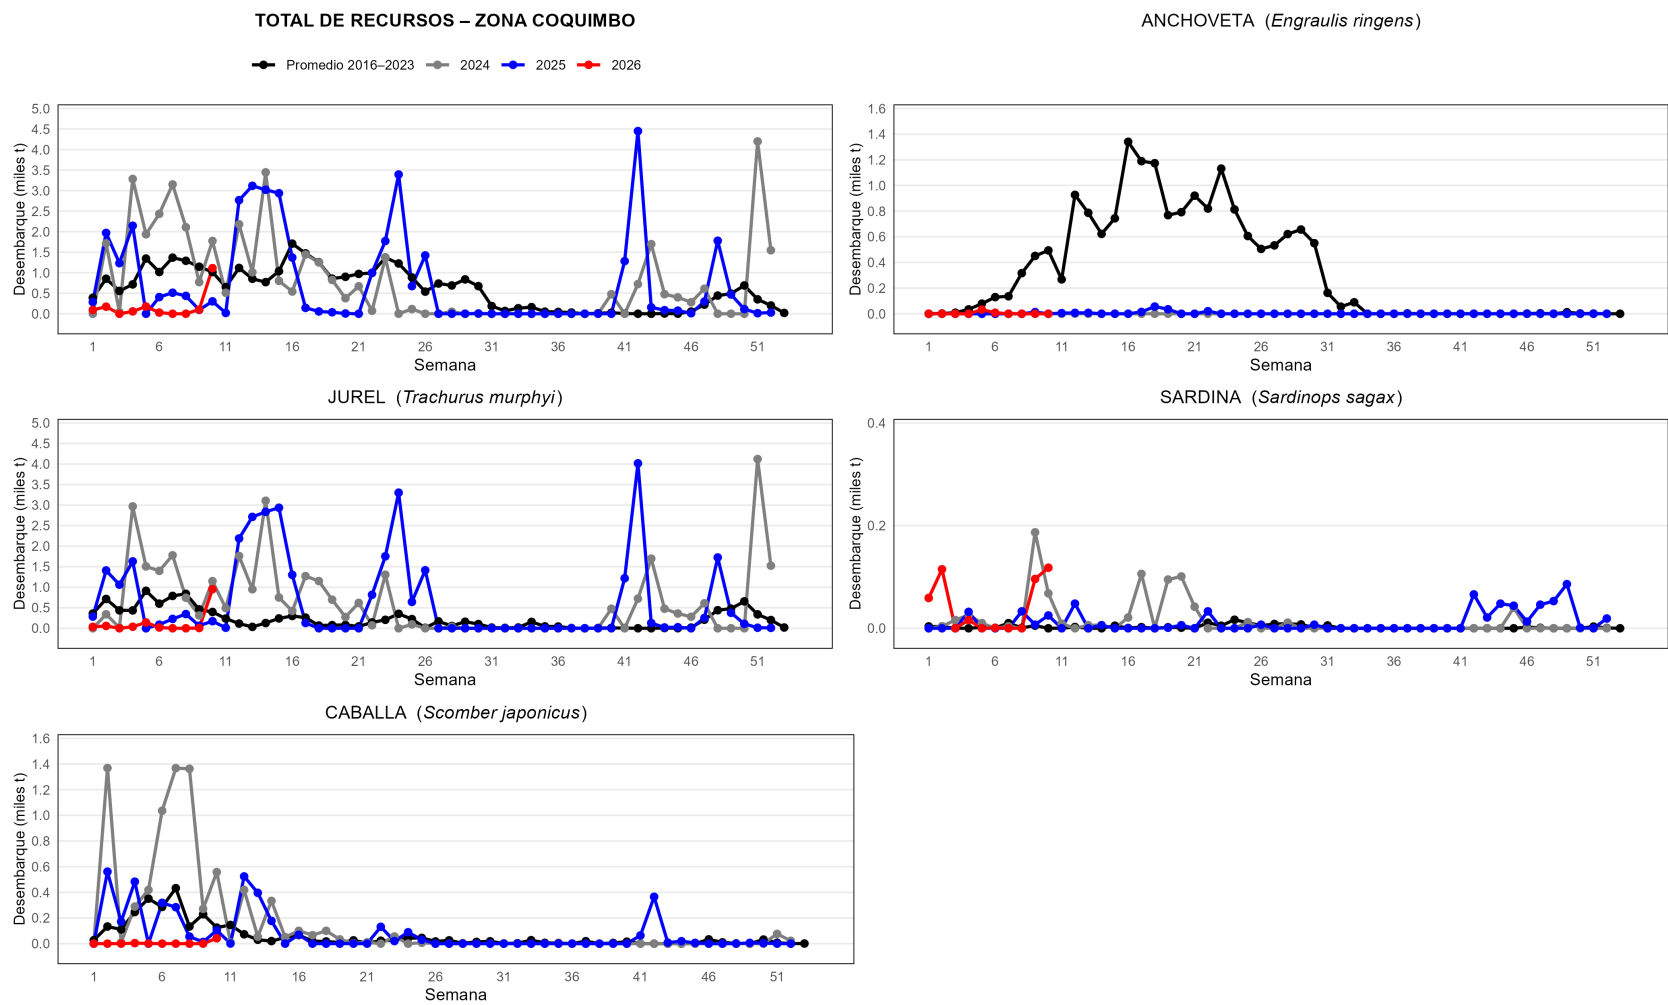 TOTAL DE RECURSOS – ZONA COQUIMBO
Promedio 2016–2023 2024 2025 2026
Desembarque (miles t)
5.0
4.5
4.0
3.5
3.0
2.5
2.0
1.5
1.0
0.5
0.0
1 6 11 16 21 26 31 36 41 46 51
Semana
ANCHOVETA (Engraulis ringens)
Desembarque (miles t)
1.6
1.4
1.2
1.0
0.8
0.6
0.4
0.2
0.0
1 6 11 16 21 26 31 36 41 46 51
Semana
JUREL (Trachurus murphyi)
Desembarque (miles t)
5.0
4.5
4.0
3.5
3.0
2.5
2.0
1.5
1.0
0.5
0.0
1 6 11 16 21 26 31 36 41 46 51
Semana
SARDINA (Sardinops sagax)
Desembarque (miles t)
0.4
0.2
0.0
1 6 11 16 21 26 31 36 41 46 51
Semana
CABALLA (Scomber japonicus)
Desembarque (miles t)
1.6
1.4
1.2
1.0
0.8
0.6
0.4
0.2
0.0
1 6 11 16 21 26 31 36 41 46 51
Semana